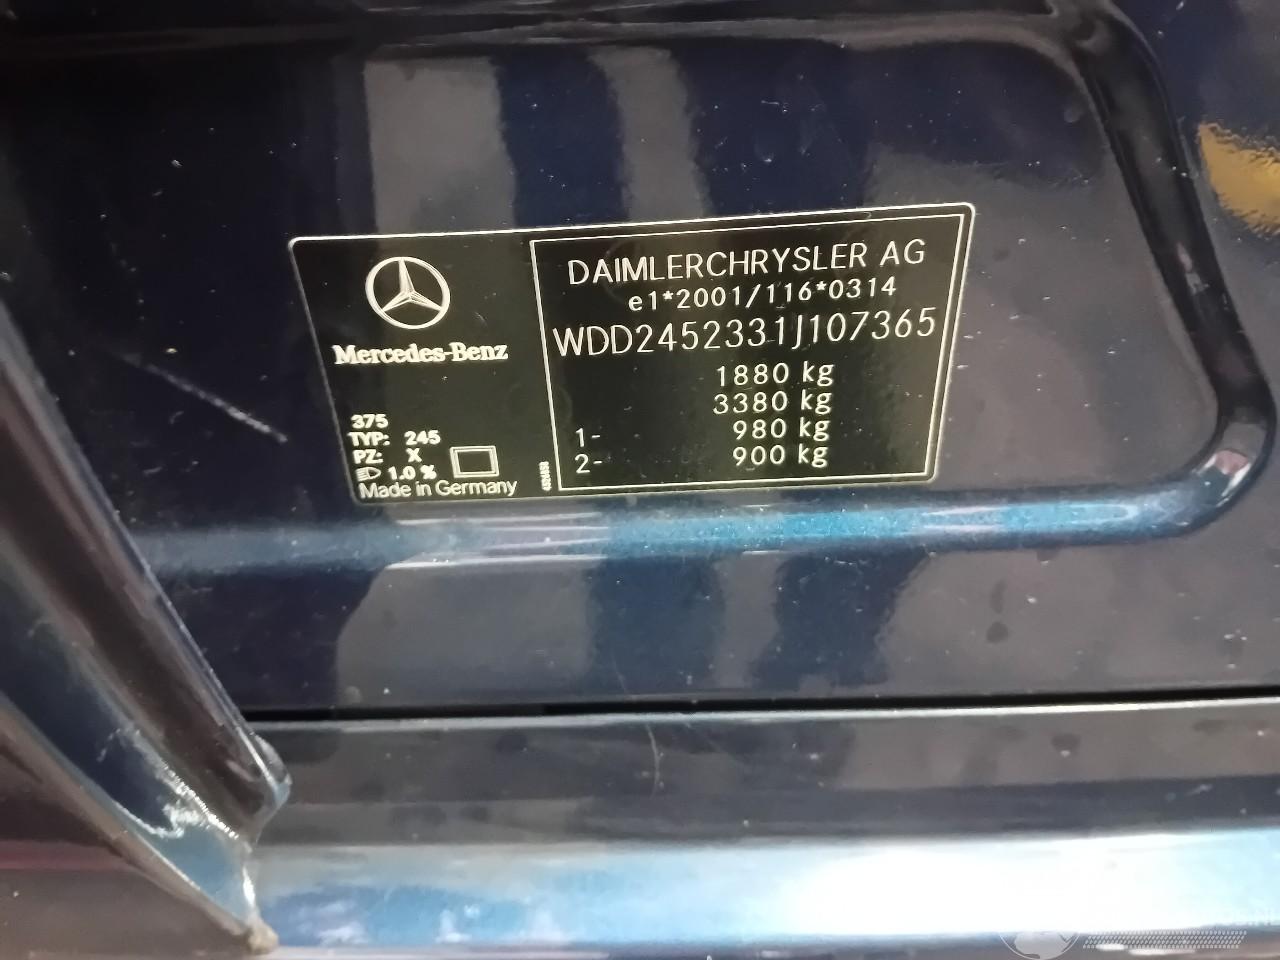 Mercedes-Benz
375
TYP: 245
PZ: X
1.0 %
Made in Germany
DAIMLERCHRYSLER AG
e1*2001/116*0314
WDD2452331J107365
1880 kg
3380 kg
1- 980 kg
2- 900 kg